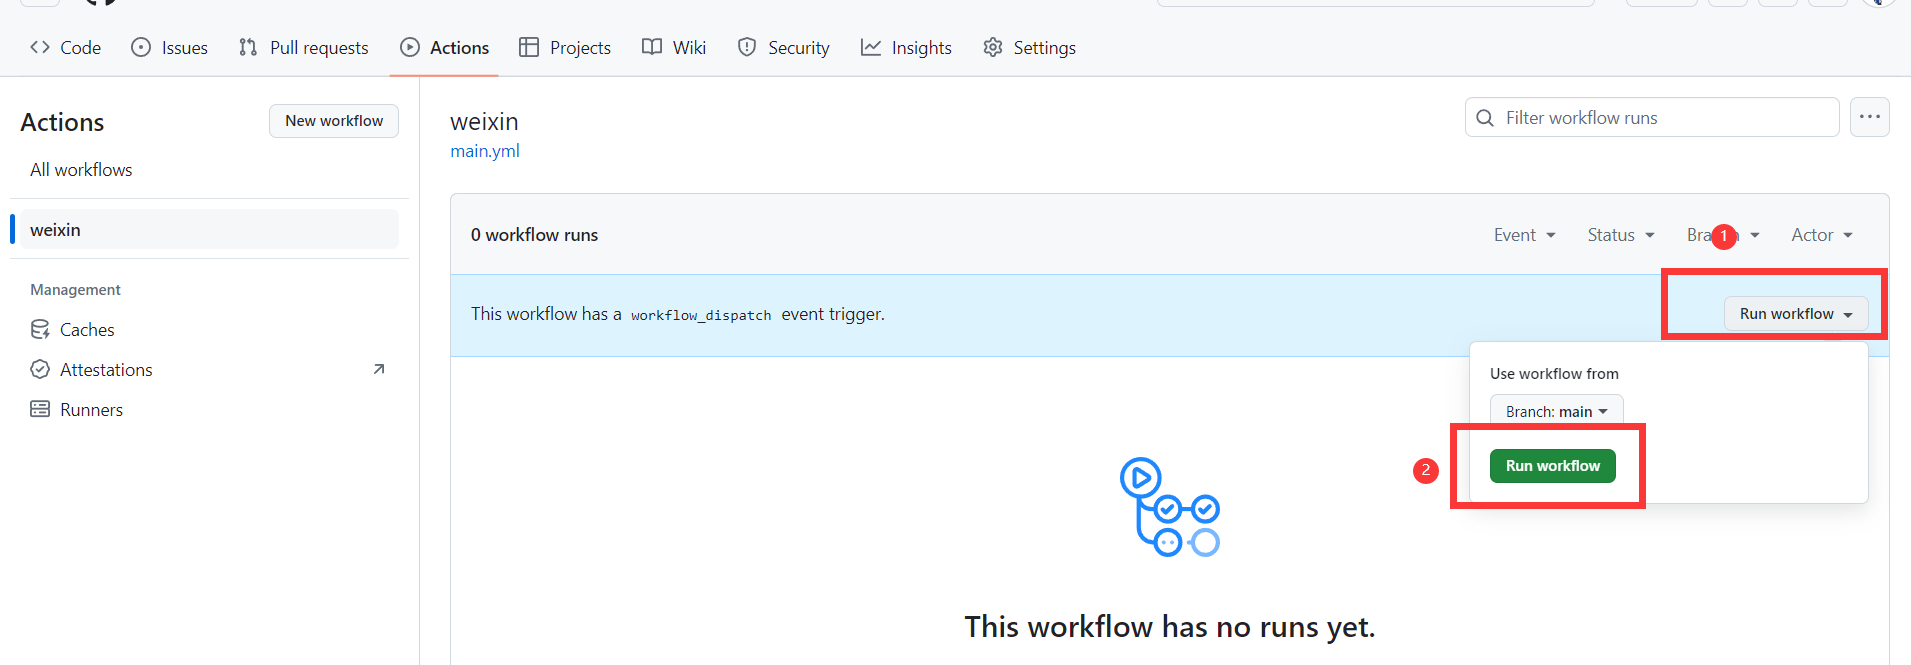 Code Issues Pull requests Actions Projects Wiki Security Insights Settings
Actions
New workflow
All workflows
weixin
Management
Caches
Attestations
Runners
weixin
main.yml
Filter workflow runs
0 workflow runs
Event Status Actor
1
This workflow has a workflow_dispatch event trigger.
Run workflow
Use workflow from
Branch: main
2
Run workflow
This workflow has no runs yet.